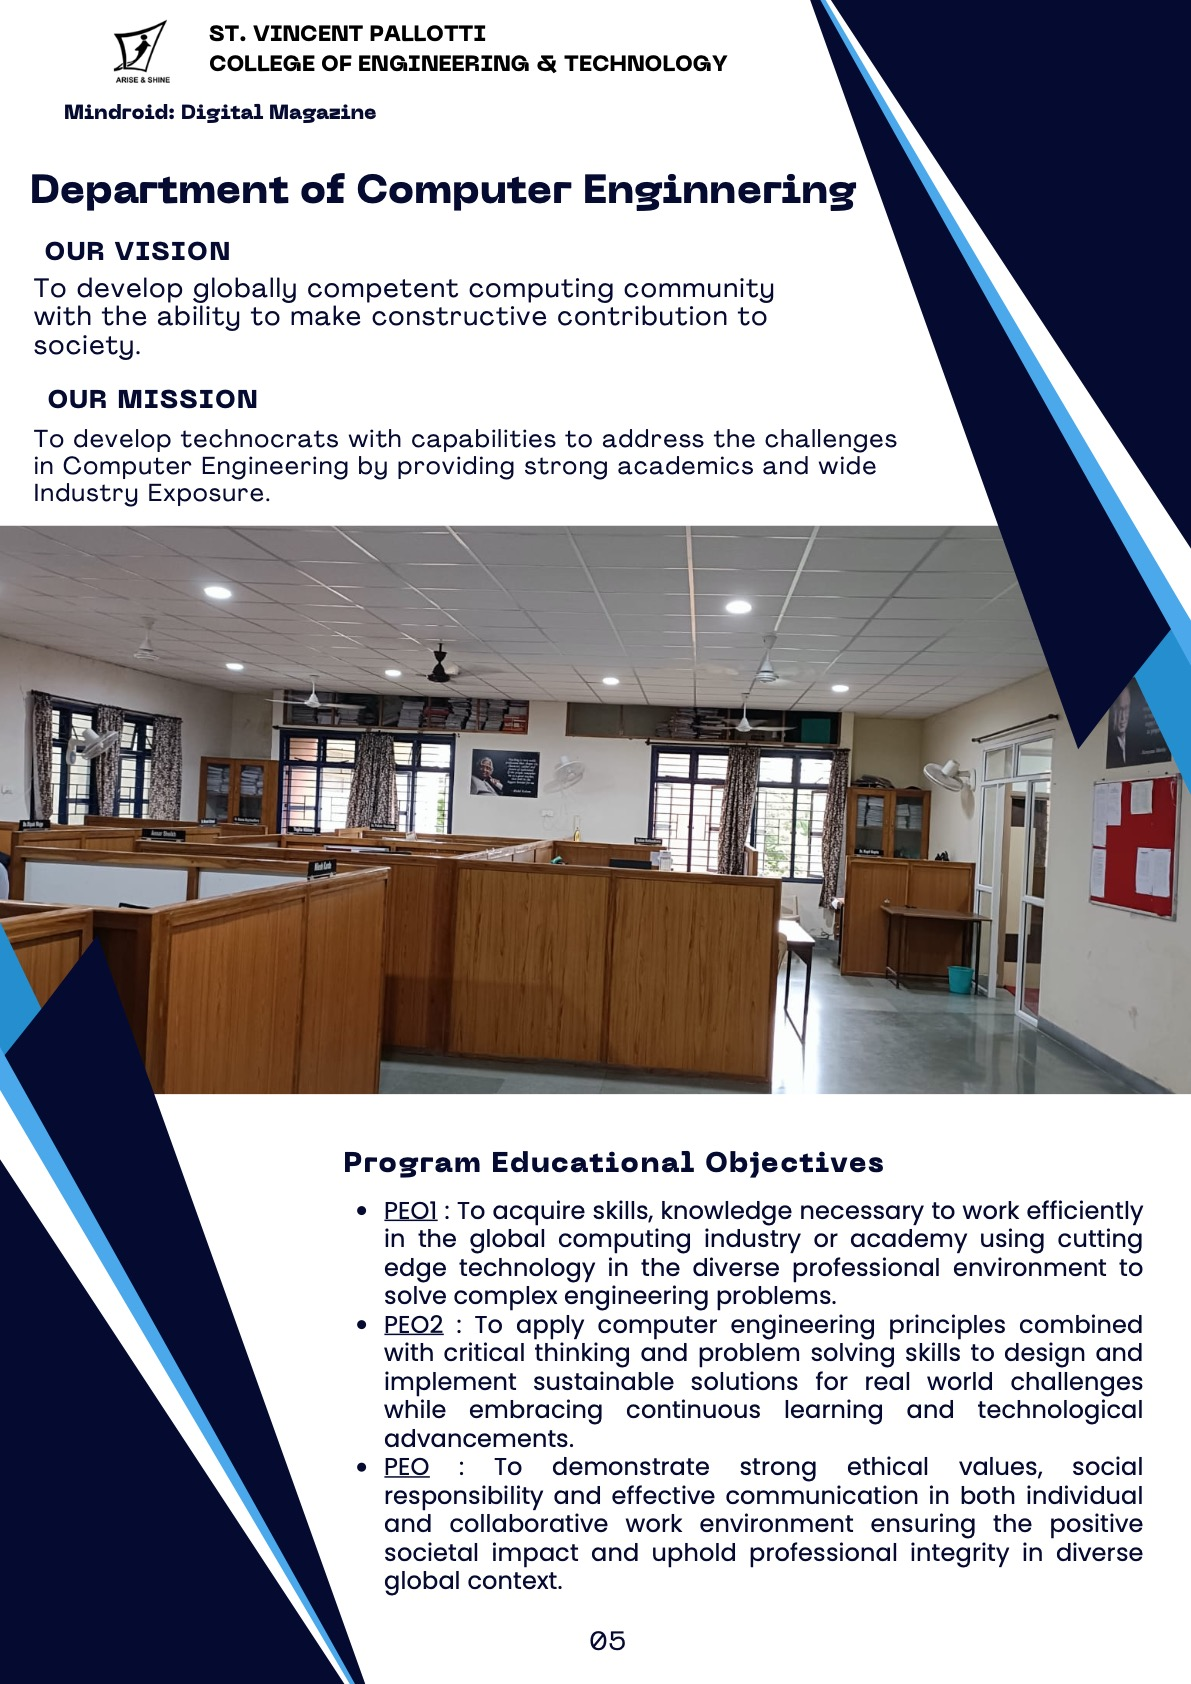 ARISE & SHINE
ST. VINCENT PALLOTTI
COLLEGE OF ENGINEERING & TECHNOLOGY
Mindroid: Digital Magazine
Department of Computer Enginnering
OUR VISION
To develop globally competent computing community
with the ability to make constructive contribution to
society.
OUR MISSION
To develop technocrats with capabilities to address the challenges
in Computer Engineering by providing strong academics and wide
Industry Exposure.
Program Educational Objectives
• PEO1 : To acquire skills, knowledge necessary to work efficiently
in the global computing industry or academy using cutting
edge technology in the diverse professional environment to
solve complex engineering problems.
• PEO2 : To apply computer engineering principles combined
with critical thinking and problem solving skills to design and
implement sustainable solutions for real world challenges
while embracing continuous learning and technological
advancements.
• PEO : To demonstrate strong ethical values, social
responsibility and effective communication in both individual
and collaborative work environment ensuring the positive
societal impact and uphold professional integrity in diverse
global context.
05